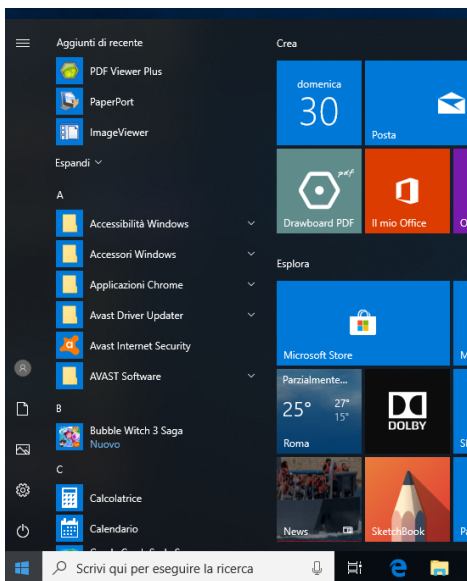 Aggiunti di recente
PDF Viewer Plus
PaperPort
ImageViewer
Espandi
A
Accessibilità Windows
Accessori Windows
Applicazioni Chrome
Avast Driver Updater
Avast Internet Security
AVAST Software
B
Bubble Witch 3 Saga
Nuovo
C
Calcolatrice
Calendario
Crea
domenica
30
Posta
pdf
Drawboard PDF
Il mio Office
Esplora
Microsoft Store
Parzialmente...
25° 27°
15°
Roma
DOLBY
News
SketchBook
Scrivi qui per eseguire la ricerca